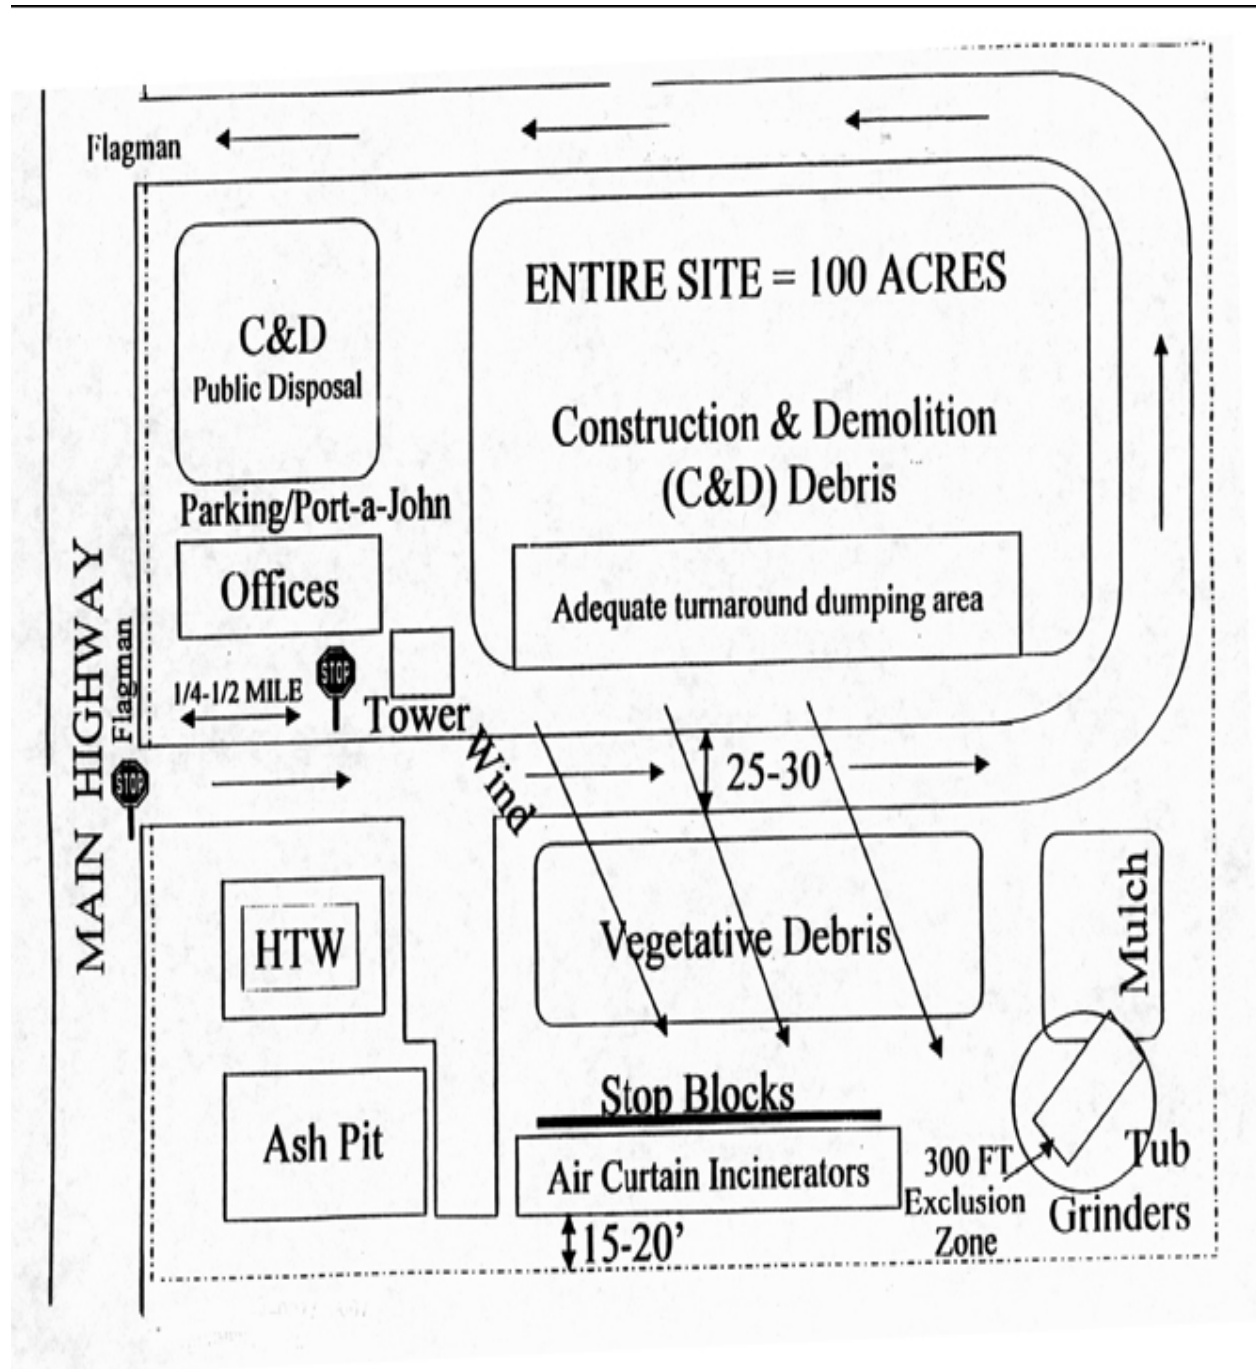 Flagman
ENTIRE SITE = 100 ACRES
C&D
Public Disposal
Construction & Demolition
(C&D) Debris
Parking/Port-a-John
Offices
Adequate turnaround dumping area
MAIN HIGHWAY
Flagman
STOP
1/4-1/2 MILE
STOP
Tower
Wind
25-30'
HTW
Vegetative Debris
Mulch
Stop Blocks
Ash Pit
Air Curtain Incinerators
300 FT
Exclusion
Zone
Tub
Grinders
15-20'